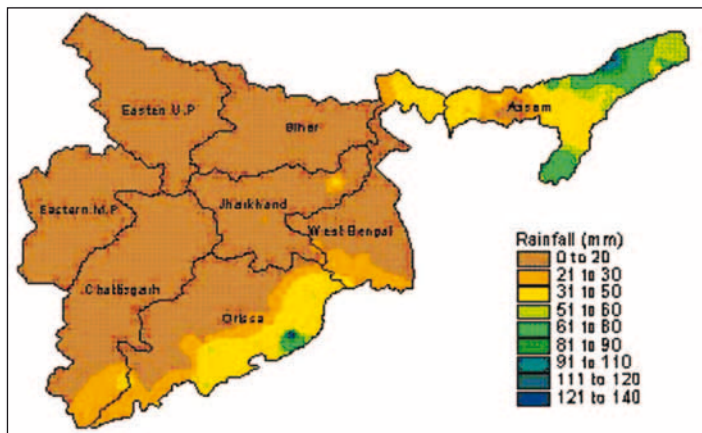 Eastern U.P
Bihar
Assam
Eastern M.P
Jharkhand
West Bengal
Chattisgarh
Orissa
Rainfall (mm)
0 to 20
21 to 30
31 to 50
51 to 60
61 to 80
81 to 90
91 to 110
111 to 120
121 to 140